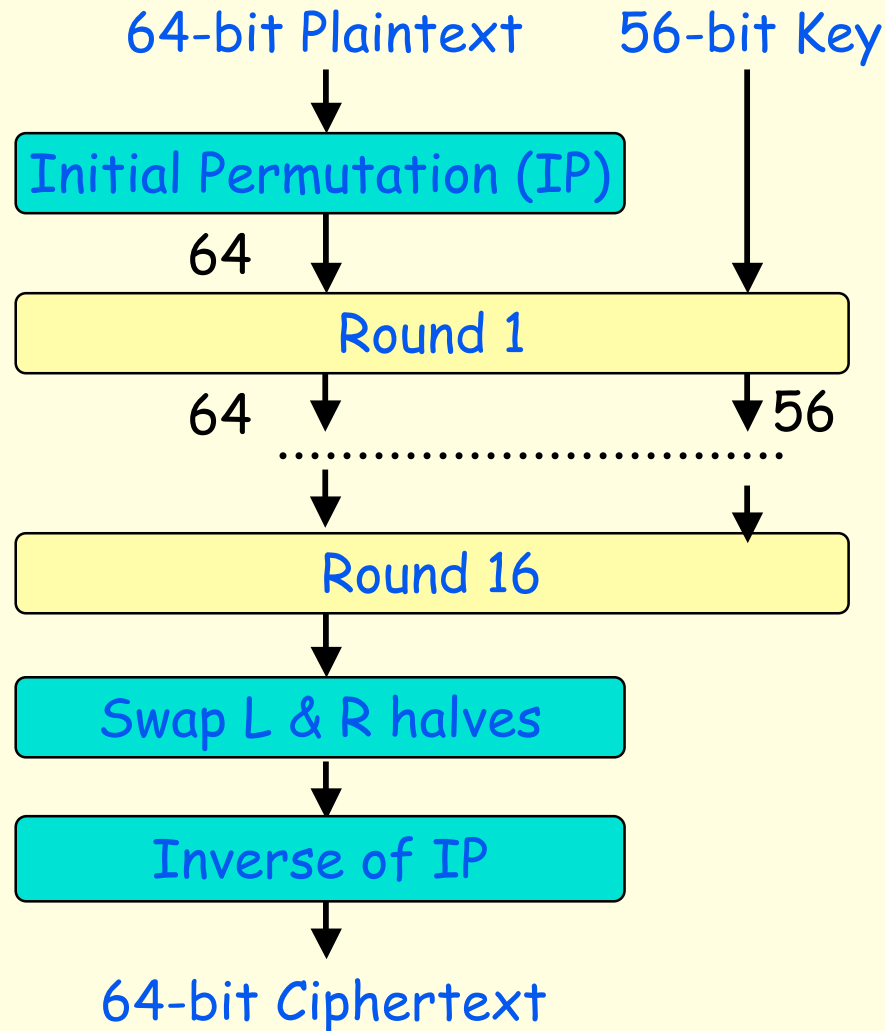 64-bit Plaintext
56-bit Key
Initial Permutation (IP)
64
Round 1
64
56
Round 16
Swap L & R halves
Inverse of IP
64-bit Ciphertext